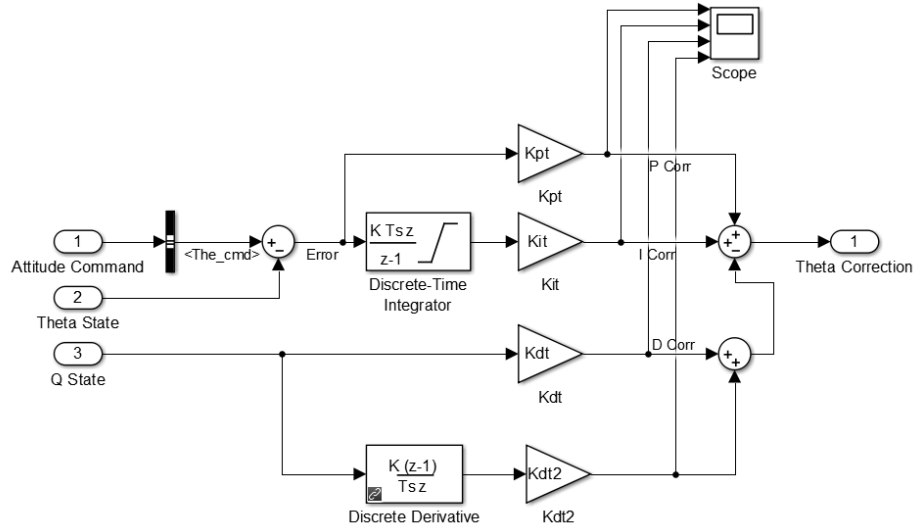 Scope
Kpt
P Corr
Kpt
1
Attitude Command
<The_cmd>
+
−
Error
K Ts z
z-1
Discrete-Time
Integrator
Kit
Kit
I Corr
+
+
−
1
Theta Correction
2
Theta State
3
Q State
Kdt
Kdt
D Corr
+
+
K (z-1)
Ts z
Discrete Derivative
Kdt2
Kdt2